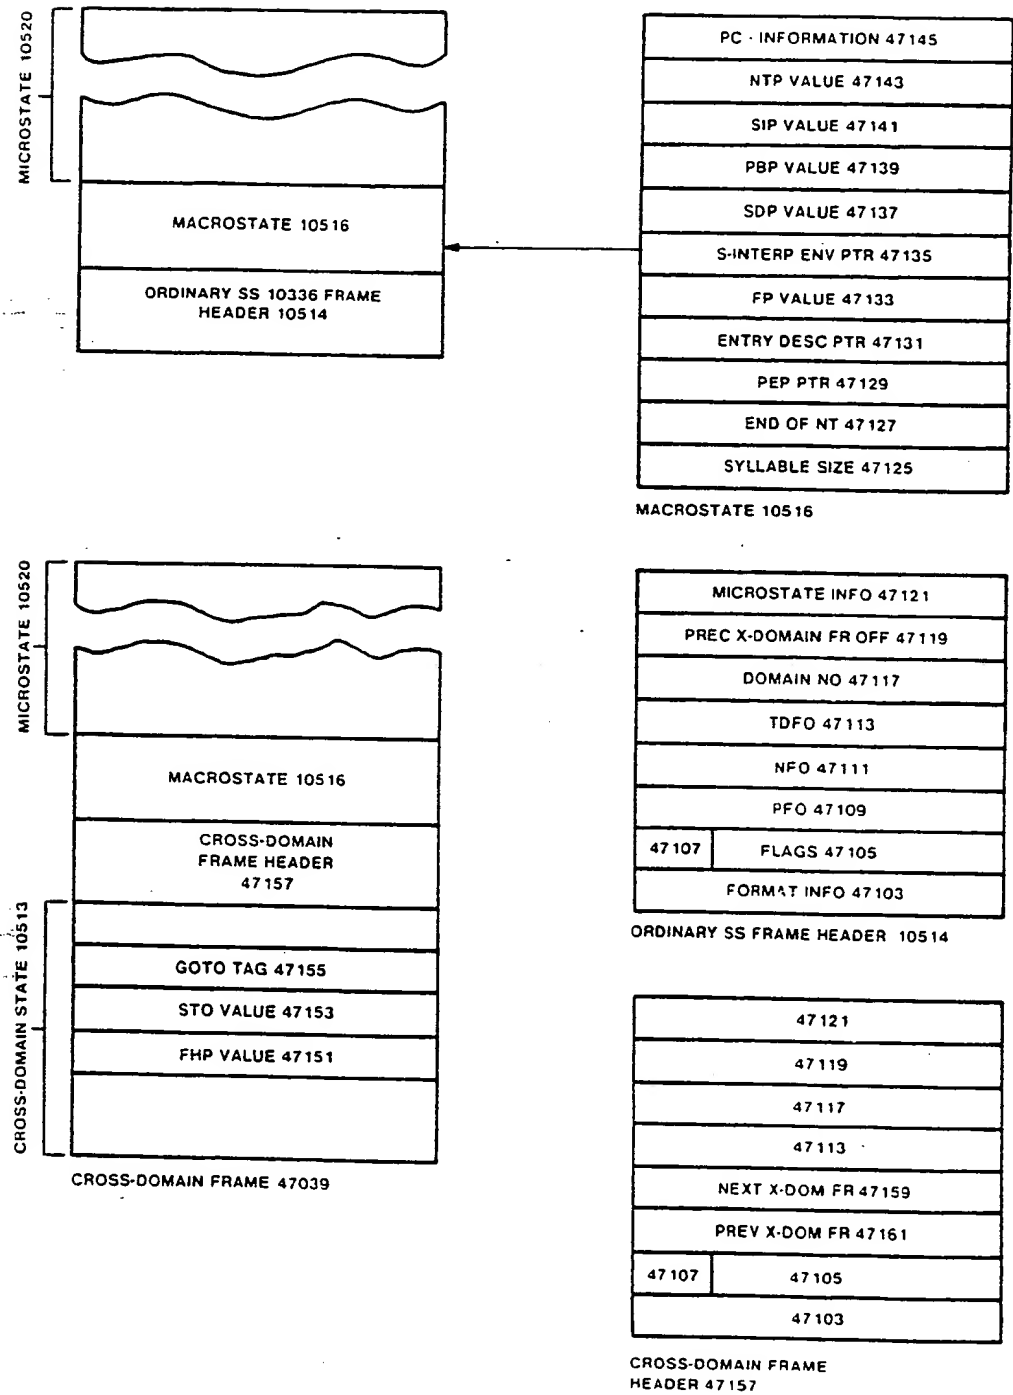 MICROSTATE 10520
MACROSTATE 10516
ORDINARY SS 10336 FRAME
HEADER 10514
PC - INFORMATION 47145
NTP VALUE 47143
SIP VALUE 47141
PBP VALUE 47139
SDP VALUE 47137
S-INTERP ENV PTR 47135
FP VALUE 47133
ENTRY DESC PTR 47131
PEP PTR 47129
END OF NT 47127
SYLLABLE SIZE 47125
MACROSTATE 10516
MICROSTATE 10520
MACROSTATE 10516
CROSS-DOMAIN
FRAME HEADER
47157
CROSS-DOMAIN STATE 10513
GOTO TAG 47155
STO VALUE 47153
FHP VALUE 47151
CROSS-DOMAIN FRAME 47039
MICROSTATE INFO 47121
PREC X-DOMAIN FR OFF 47119
DOMAIN NO 47117
TDFO 47113
NFO 47111
PFO 47109
47107 FLAGS 47105
FORMAT INFO 47103
ORDINARY SS FRAME HEADER 10514
47121
47119
47117
47113
NEXT X-DOM FR 47159
PREV X-DOM FR 47161
47107 47105
47103
CROSS-DOMAIN FRAME
HEADER 47157